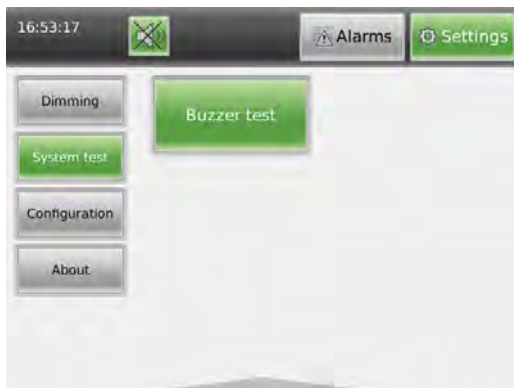 16:53:17
Alarms
Settings
Dimming
Buzzer test
System test
Configuration
About